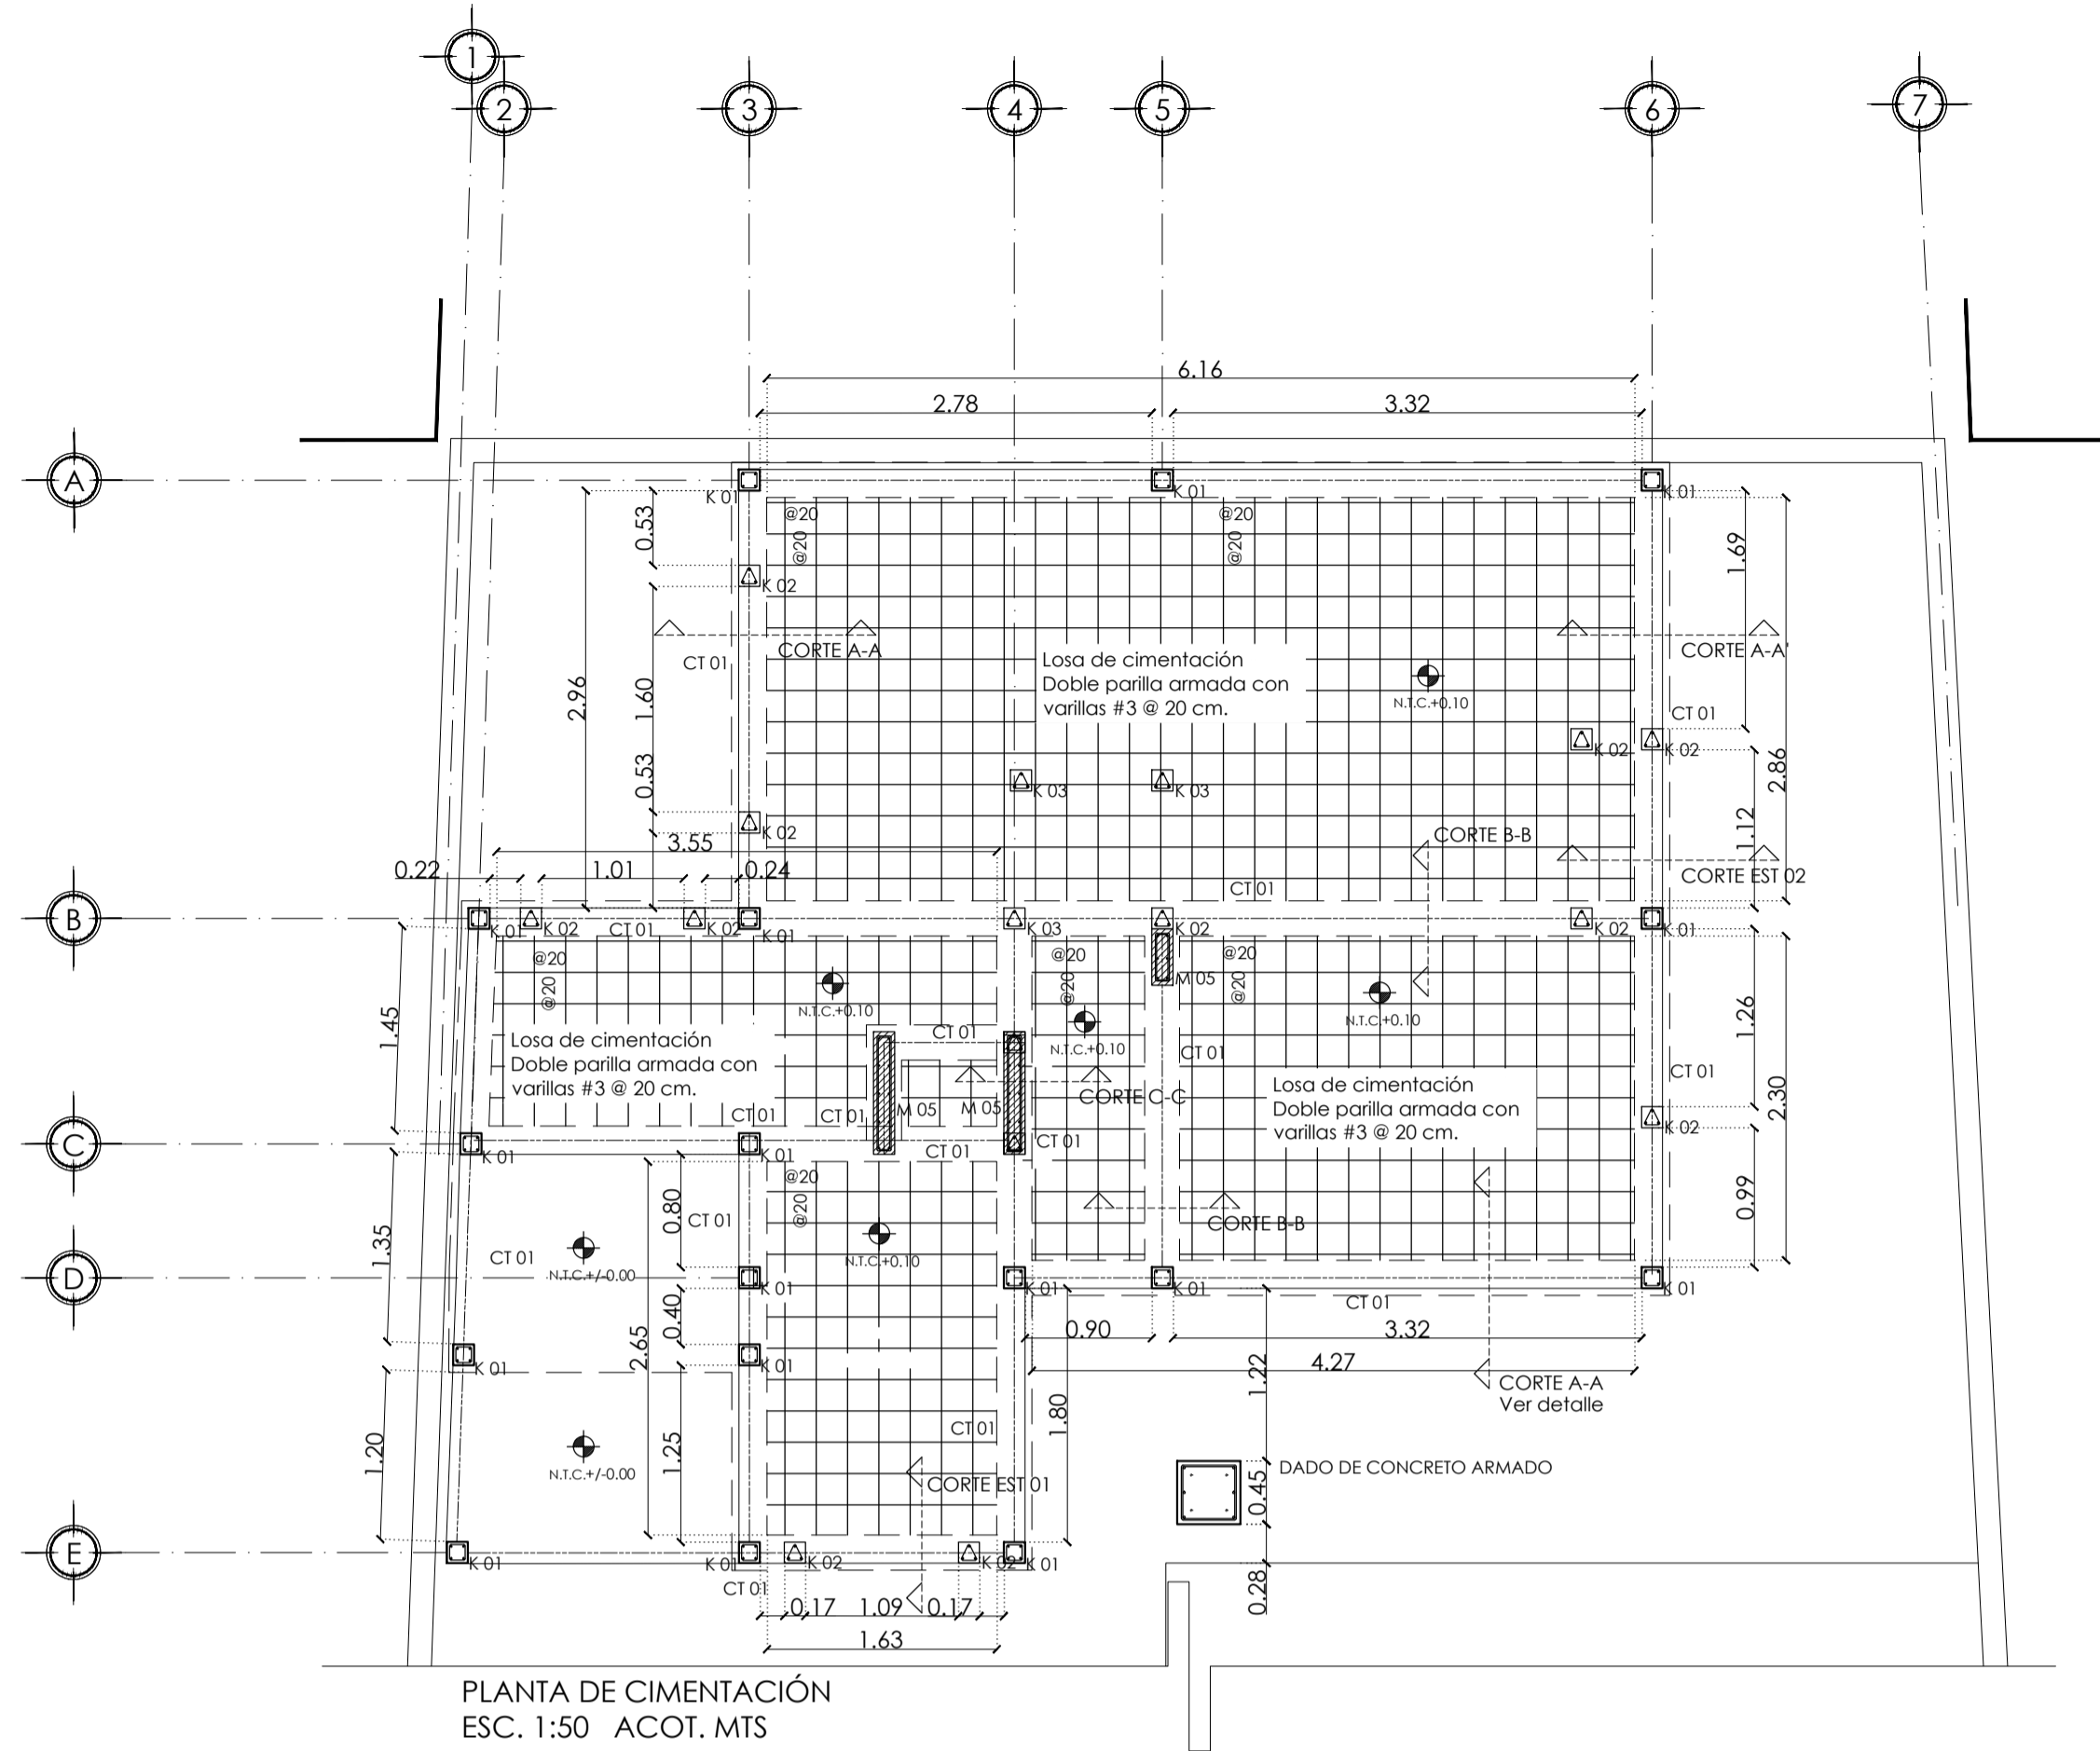 1
2
3
4
5
6
7
6.16
2.78
3.32
A
K 01
K 01
K 01
@20
@20
@20
@20
0.53
1.69
K 02
CORTE A-A
CT 01
Losa de cimentación
Doble parilla armada con
varillas #3 @ 20 cm.
N.T.C.+0.10
CORTE A-A'
CT 01
2.96
1.60
K 02
K 02
2.86
0.53
K 03
K 03
K 02
1.12
CORTE B-B
3.55
0.22
1.01
0.24
CT 01
CORTE EST 02
B
K 01
K 02
CT 01
K 02
K 01
K 03
K 02
K 02
K 01
@20
@20
@20
@20
@20
@20
M 05
N.T.C.+0.10
N.T.C.+0.10
N.T.C.+0.10
1.45
1.26
Losa de cimentación
Doble parilla armada con
varillas #3 @ 20 cm.
CT 01
CT 01
CT 01
CORTE C-C
Losa de cimentación
Doble parilla armada con
varillas #3 @ 20 cm.
2.30
CT 01
CT 01
M 05
M 05
K 02
C
K 01
K 01
CT 01
CT 01
@20
@20
0.80
CT 01
0.99
CORTE B-B
1.35
CT 01
N.T.C.+/-0.00
N.T.C.+0.10
D
K 01
K 01
K 01
K 01
CT 01
0.40
2.65
0.90
3.32
4.27
K 01
K 01
1.22
CORTE A-A
Ver detalle
1.80
CT 01
1.20
1.25
N.T.C.+/-0.00
CORTE EST 01
0.45
DADO DE CONCRETO ARMADO
E
K 01
K 01
K 02
K 02
K 01
CT 01
0.28
0.17
1.09
0.17
1.63
PLANTA DE CIMENTACIÓN
ESC. 1:50 ACOT. MTS